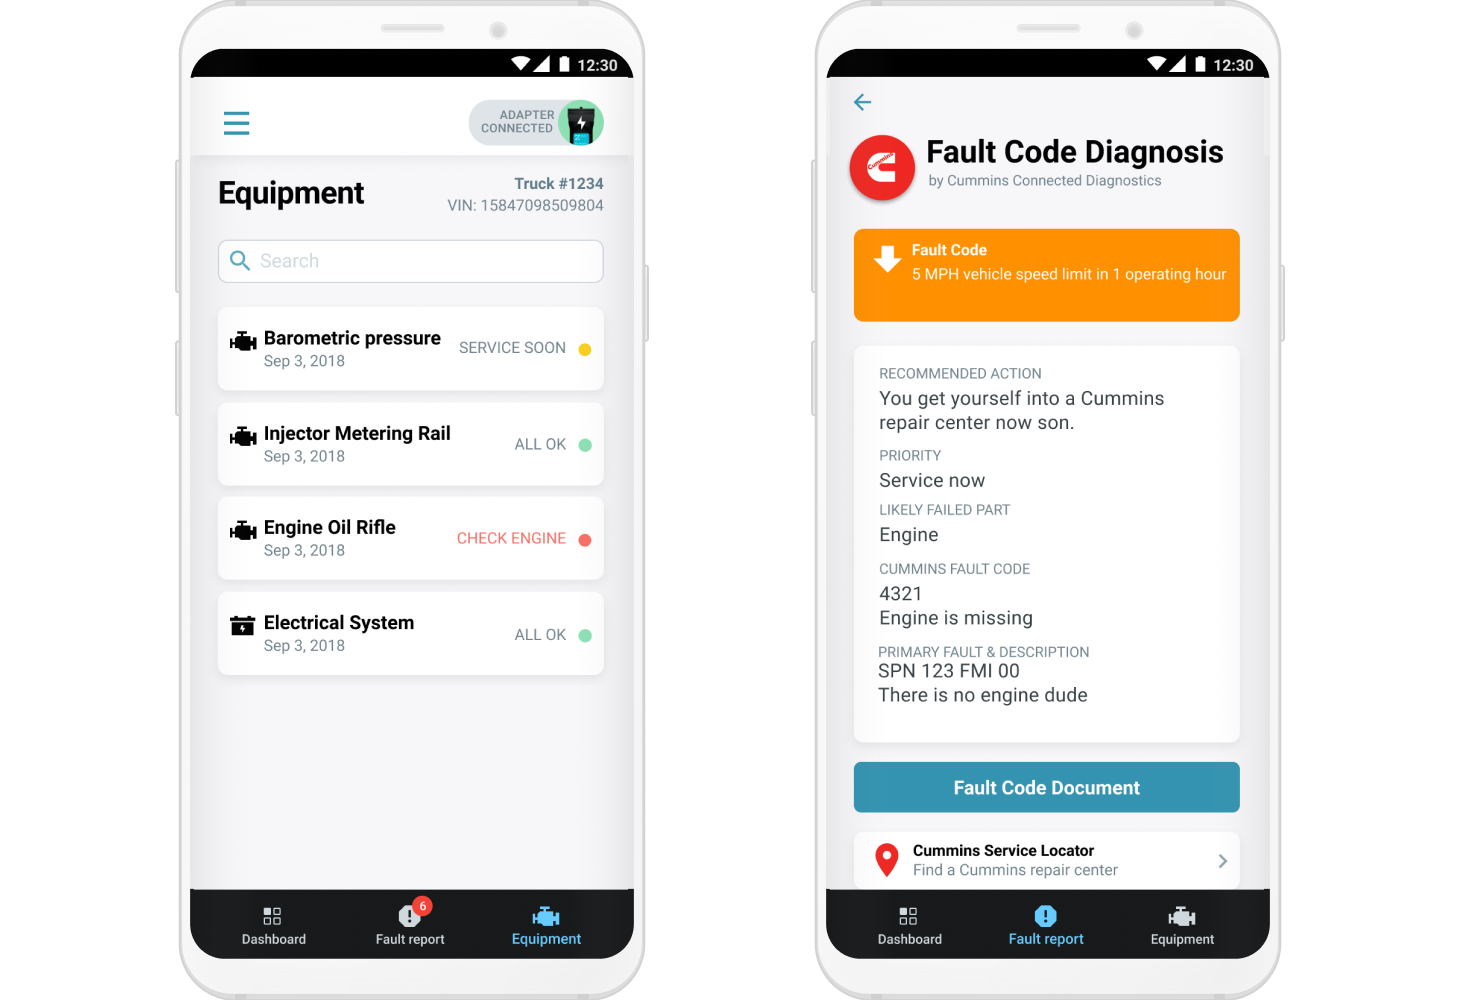 12:30
ADAPTER
CONNECTED
Equipment
Truck #1234
VIN: 15847098509804
Search
Barometric pressure
Sep 3, 2018
SERVICE SOON
Injector Metering Rail
Sep 3, 2018
ALL OK
Engine Oil Rifle
Sep 3, 2018
CHECK ENGINE
Electrical System
Sep 3, 2018
ALL OK
6
Dashboard
Fault report
Equipment
12:30
Cummins
Fault Code Diagnosis
by Cummins Connected Diagnostics
Fault Code
5 MPH vehicle speed limit in 1 operating hour
RECOMMENDED ACTION
You get yourself into a Cummins
repair center now son.
PRIORITY
Service now
LIKELY FAILED PART
Engine
CUMMINS FAULT CODE
4321
Engine is missing
PRIMARY FAULT & DESCRIPTION
SPN 123 FMI 00
There is no engine dude
Fault Code Document
Cummins Service Locator
Find a Cummins repair center
Dashboard
Fault report
Equipment